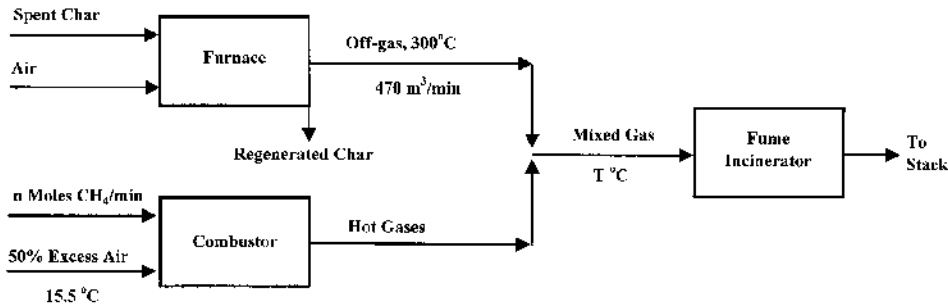 Spent Char
Air
Furnace
Off-gas, 300°C
470 m³/min
Regenerated Char
n Moles CH₄/min
50% Excess Air
15.5 °C
Combustor
Hot Gases
Mixed Gas
T °C
Fume
Incinerator
To
Stack